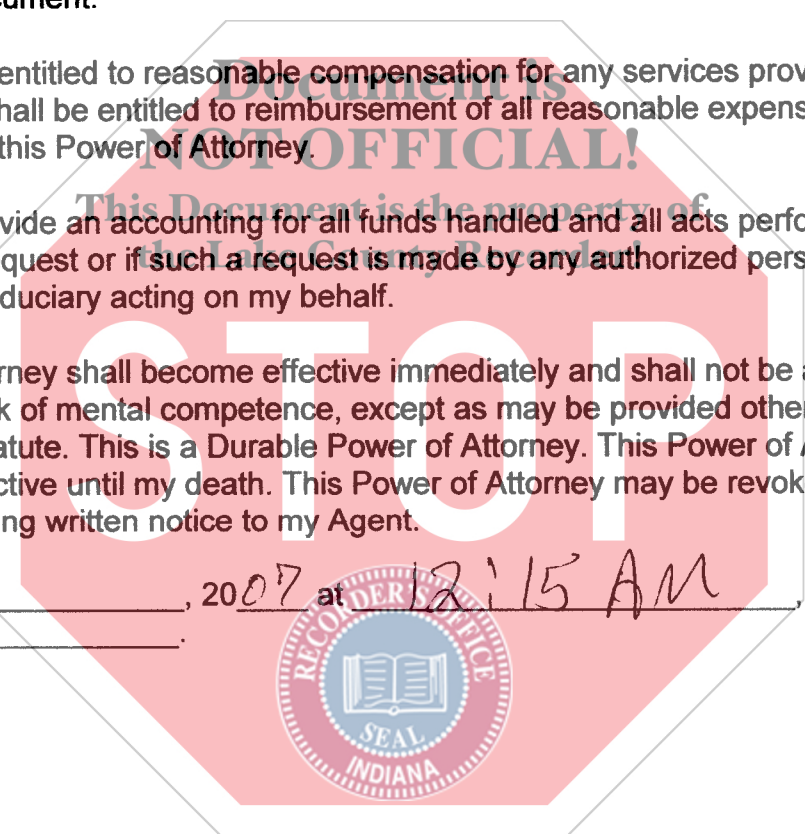 cument.
entitled to reasonable compensation for any services prov
hall be entitled to reimbursement of all reasonable expens
this Power of Attorney.
vide an accounting for all funds handled and all acts perfo
quest or if such a request is made by any authorized pers
duciary acting on my behalf.
rney shall become effective immediately and shall not be a
k of mental competence, except as may be provided other
atute. This is a Durable Power of Attorney. This Power of A
ctive until my death. This Power of Attorney may be revok
ng written notice to my Agent.
, 2007 at 12:15 AM,
.
Document is
NOT OFFICIAL!
This Document is the property of
the Lake County Recorder!
STOP
RECORDER'S OFFICE
SEAL
INDIANA